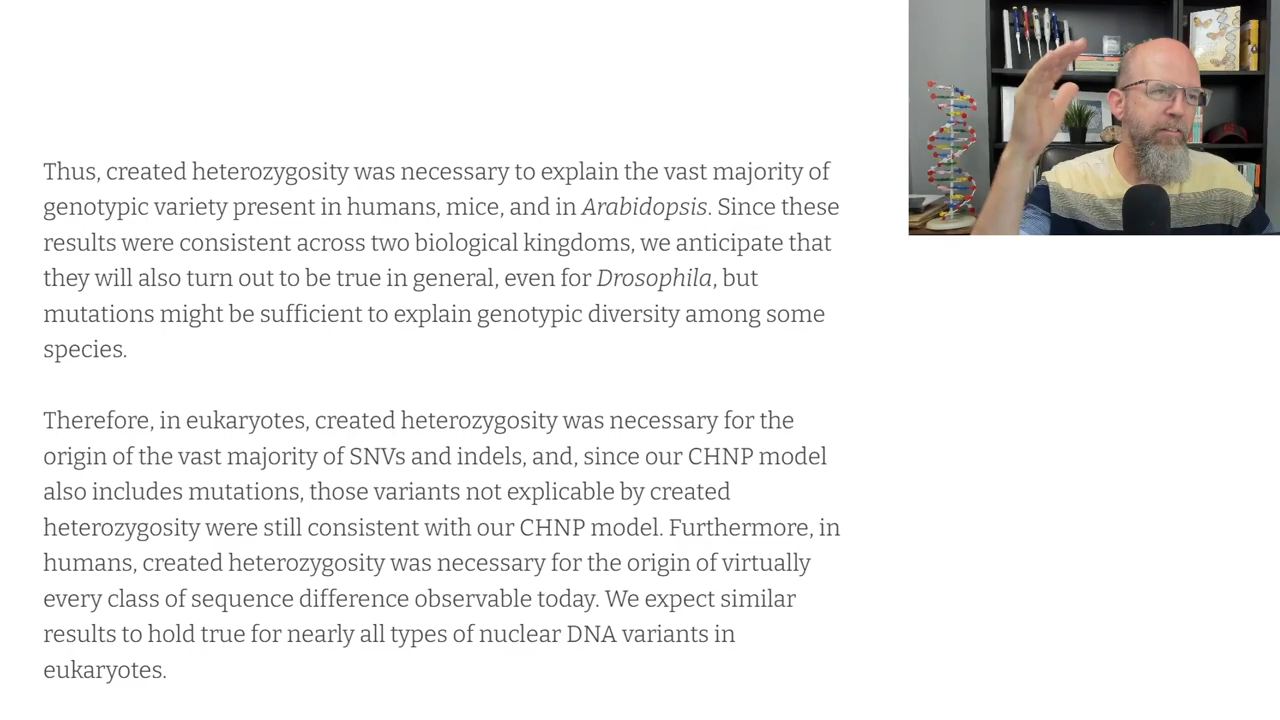 Thus, created heterozygosity was necessary to explain the vast majority of
genotypic variety present in humans, mice, and in Arabidopsis. Since these
results were consistent across two biological kingdoms, we anticipate that
they will also turn out to be true in general, even for Drosophila, but
mutations might be sufficient to explain genotypic diversity among some
species.
Therefore, in eukaryotes, created heterozygosity was necessary for the
origin of the vast majority of SNVs and indels, and, since our CHNP model
also includes mutations, those variants not explicable by created
heterozygosity were still consistent with our CHNP model. Furthermore, in
humans, created heterozygosity was necessary for the origin of virtually
every class of sequence difference observable today. We expect similar
results to hold true for nearly all types of nuclear DNA variants in
eukaryotes.